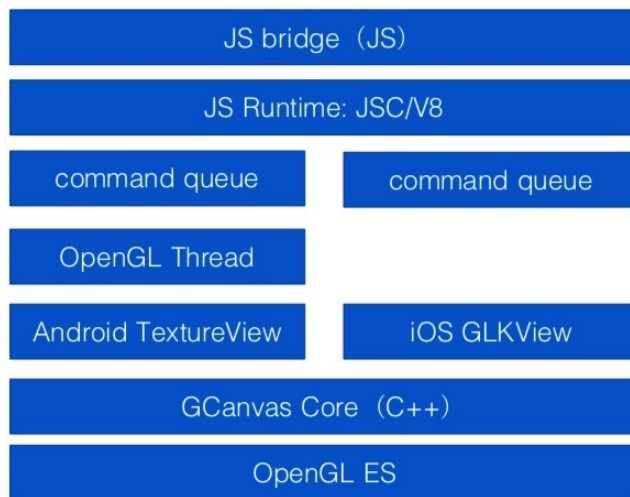 JS bridge（JS）
JS Runtime: JSC/V8
command queue
command queue
OpenGL Thread
Android TextureView
iOS GLKView
GCanvas Core（C++）
OpenGL ES